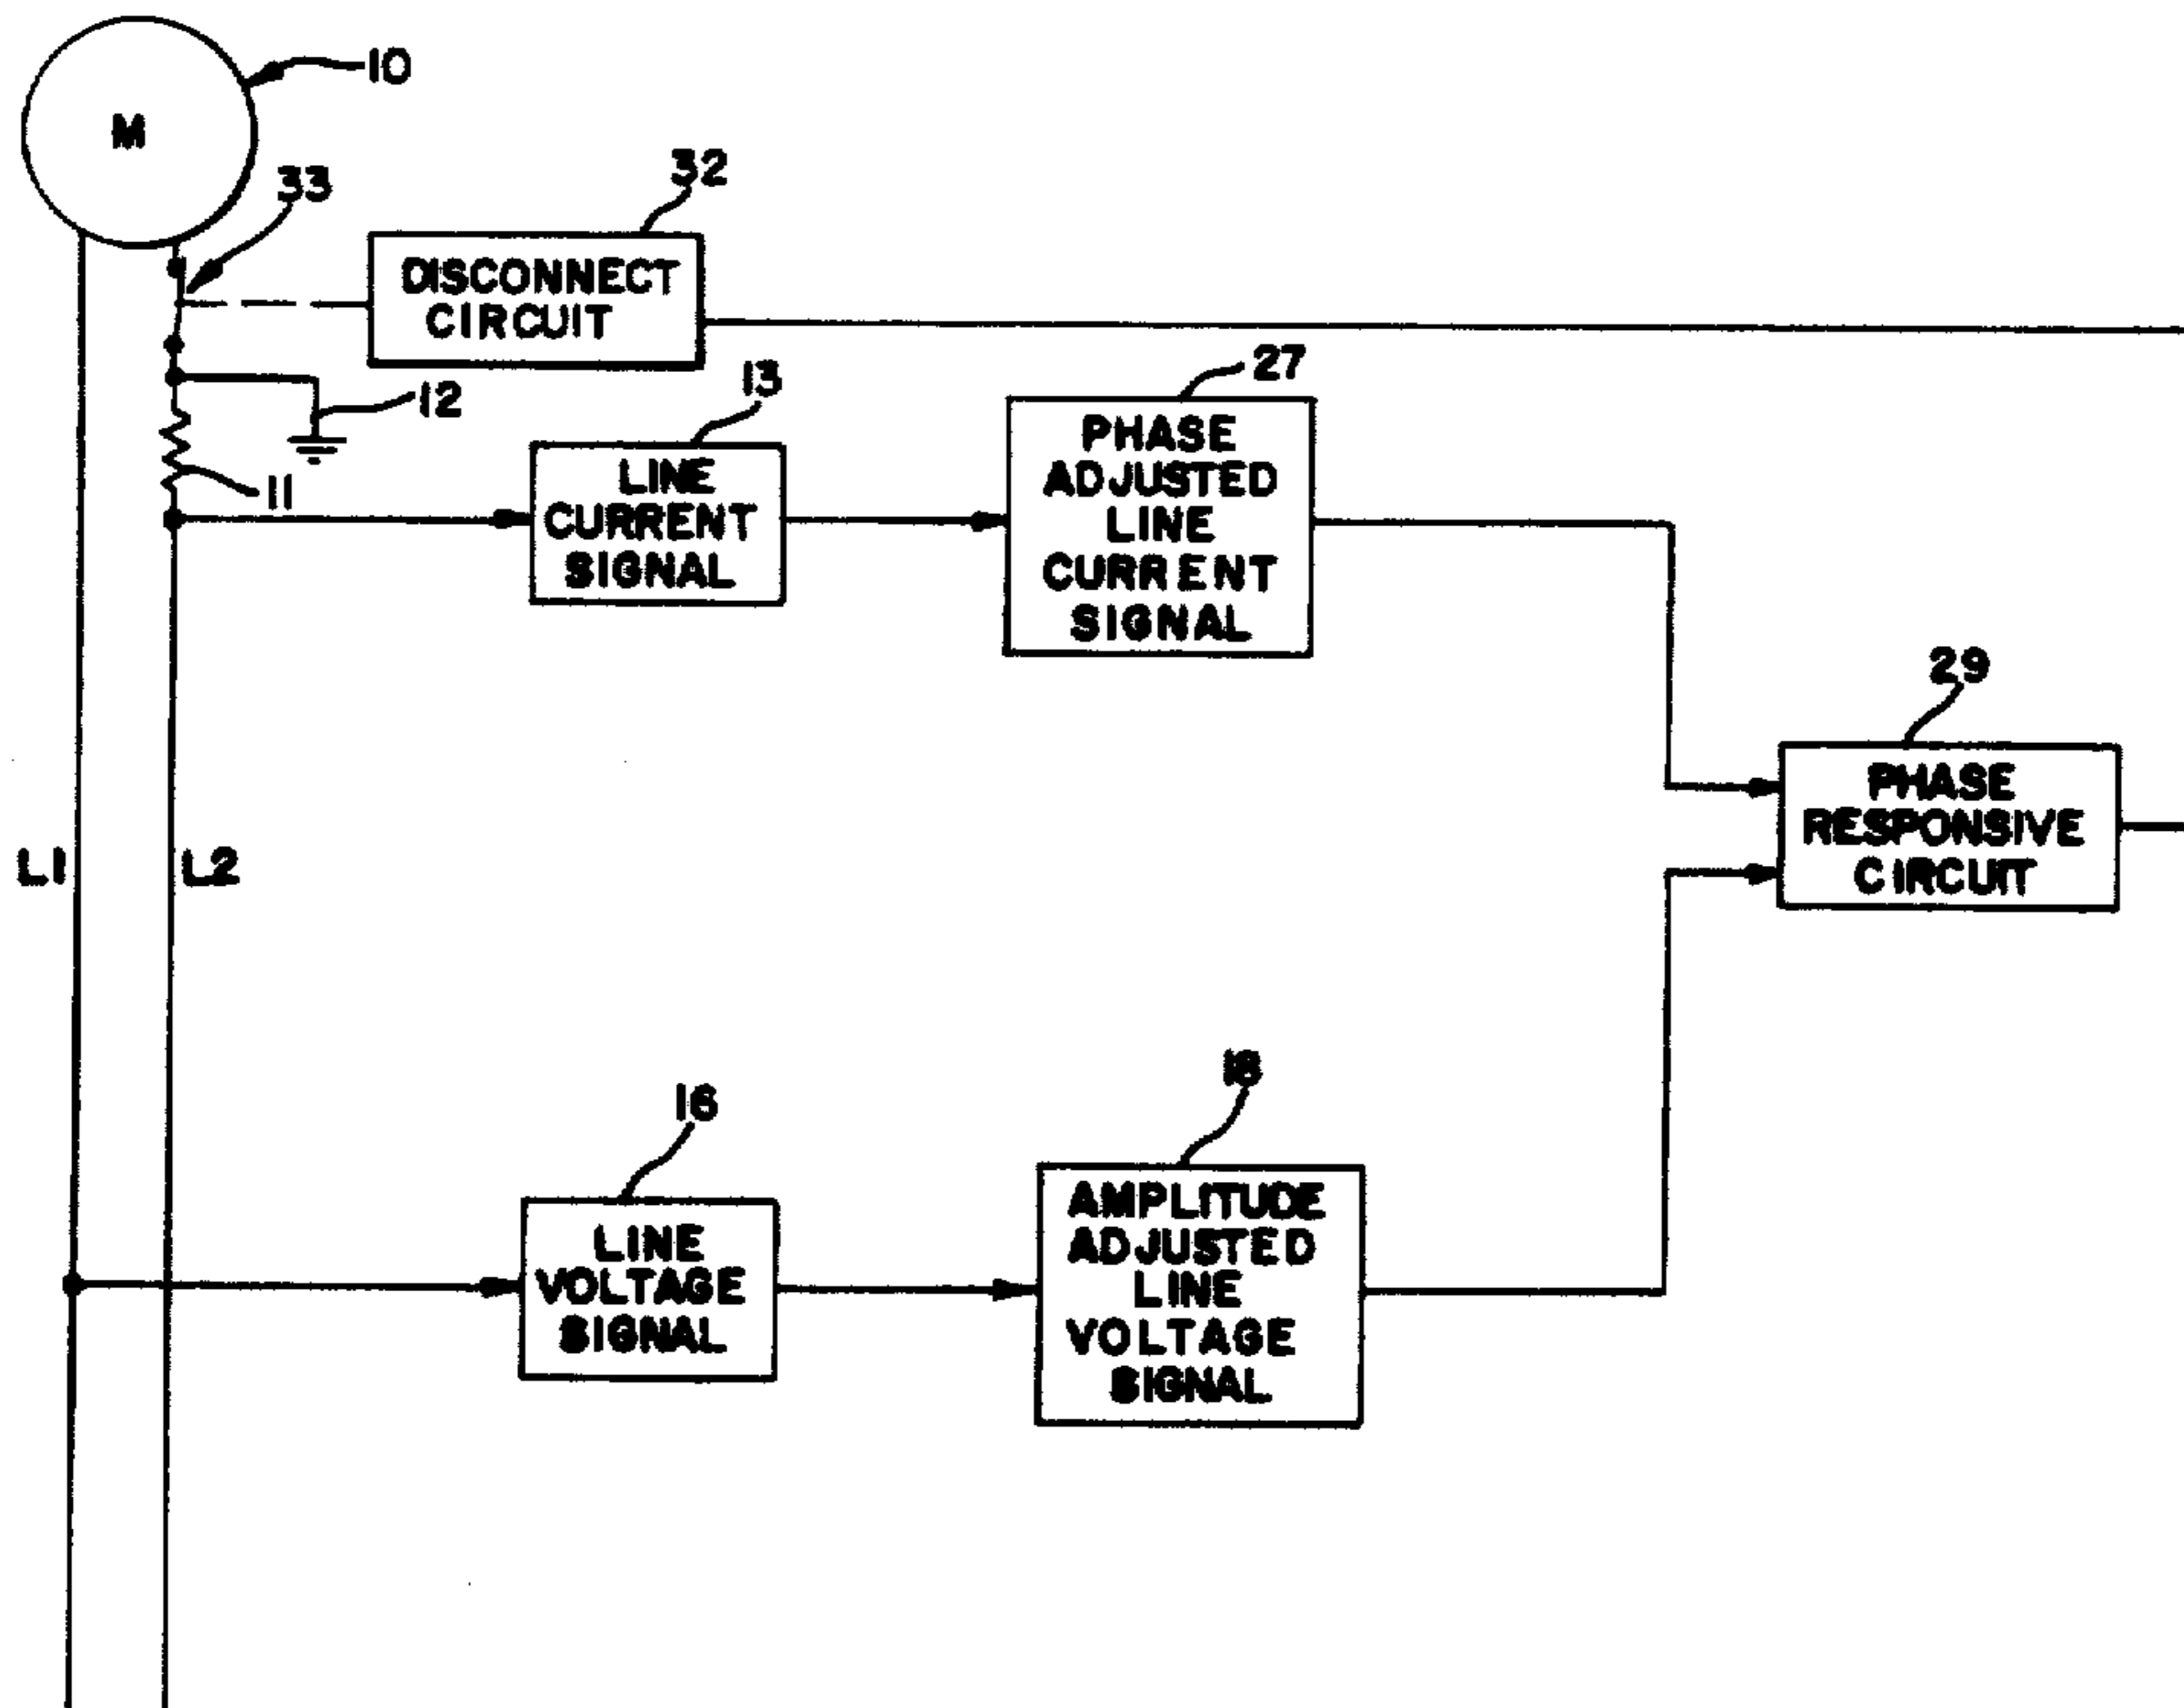 10
M
32
33
DISCONNECT
CIRCUIT
27
13
12
PHASE
ADJUSTED
LINE
CURRENT
SIGNAL
LINE
CURRENT
SIGNAL
11
29
PHASE
RESPONSIVE
CIRCUIT
L1
L2
18
16
AMPLITUDE
ADJUSTED
LINE
VOLTAGE
SIGNAL
LINE
VOLTAGE
SIGNAL